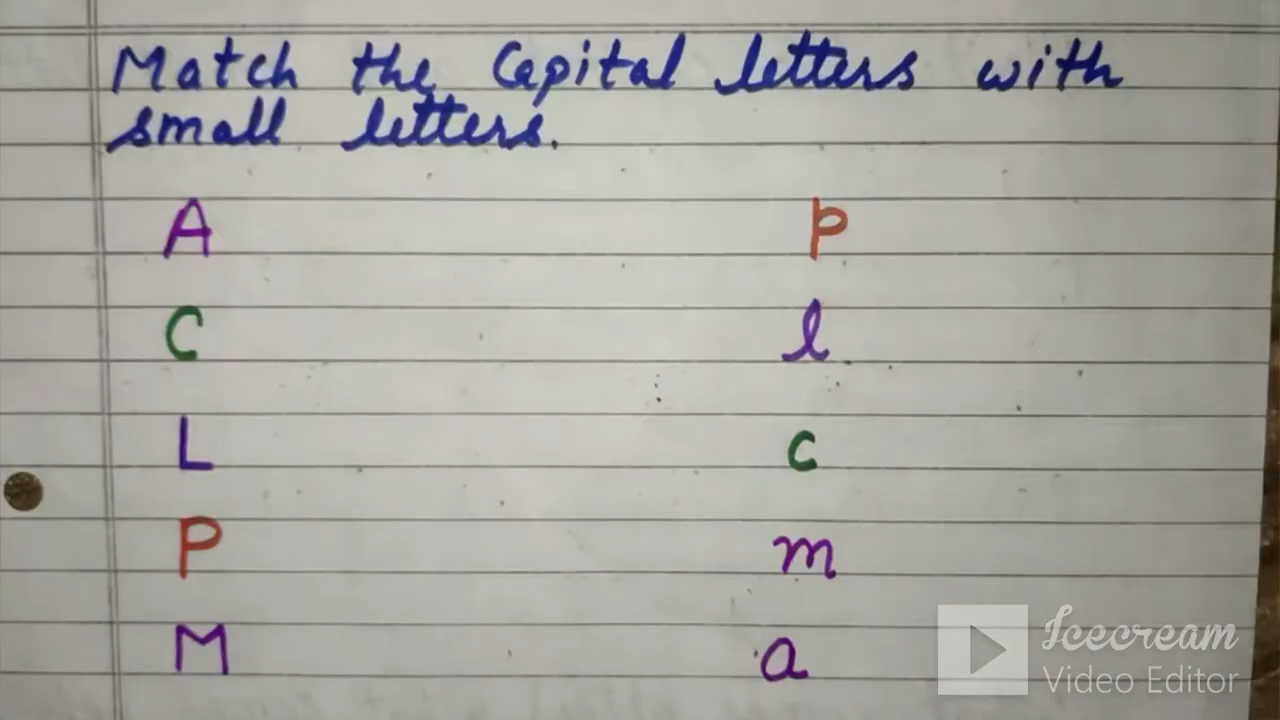 Match the Capital letters with
small letters.
A p
C l
L c
P m
M a
Icecream
Video Editor